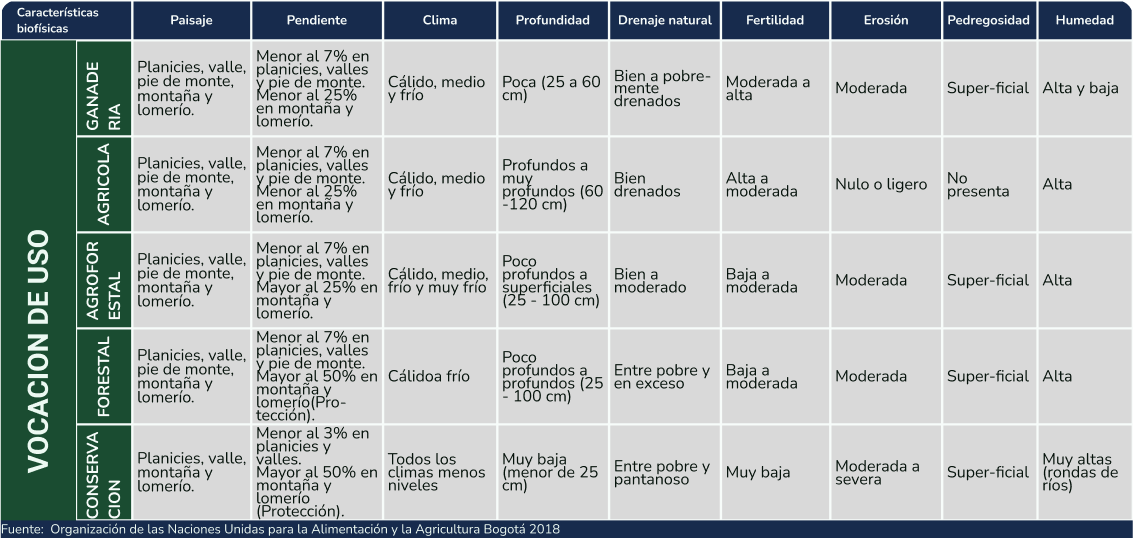 Características
biofísicas
Paisaje
Pendiente
Clima
Profundidad
Drenaje natural
Fertilidad
Erosión
Pedregosidad
Humedad
VOCACION DE USO
GANADE
RIA
Planicies, valle,
pie de monte,
montaña y
lomerío.
Menor al 7% en
planicies, valles
y pie de monte.
Menor al 25%
en montaña y
lomerío.
Cálido, medio
y frío
Poca (25 a 60
cm)
Bien a pobre-
mente
drenados
Moderada a
alta
Moderada
Super-ficial
Alta y baja
AGRICOLA
Planicies, valle,
pie de monte,
montaña y
lomerío.
Menor al 7% en
planicies, valles
y pie de monte.
Menor al 25%
en montaña y
lomerío.
Cálido, medio
y frío
Profundos a
muy
profundos (60
-120 cm)
Bien
drenados
Alta a
moderada
Nulo o ligero
No
presenta
Alta
AGROFOR
ESTAL
Planicies, valle,
pie de monte,
montaña y
lomerío.
Menor al 7% en
planicies, valles
y pie de monte.
Mayor al 25% en
montaña y
lomerío.
Cálido, medio,
frío y muy frío
Poco
profundos a
superficiales
(25 - 100 cm)
Bien a
moderado
Baja a
moderada
Moderada
Super-ficial
Alta
FORESTAL
Planicies, valle,
pie de monte,
montaña y
lomerío.
Menor al 7% en
planicies, valles
y pie de monte.
Mayor al 50% en
montaña y
lomerío(Pro-
tección).
Cálidoa frío
Poco
profundos a
profundos (25
- 100 cm)
Entre pobre y
en exceso
Baja a
moderada
Moderada
Super-ficial
Alta
CONSERVA
CION
Planicies, valle,
montaña y
lomerío.
Menor al 3% en
planicies y
valles.
Mayor al 50% en
montaña y
lomerío
(Protección).
Todos los
climas menos
niveles
Muy baja
(menor de 25
cm)
Entre pobre y
pantanoso
Muy baja
Moderada a
severa
Super-ficial
Muy altas
(rondas de
ríos)
Fuente: Organización de las Naciones Unidas para la Alimentación y la Agricultura Bogotá 2018